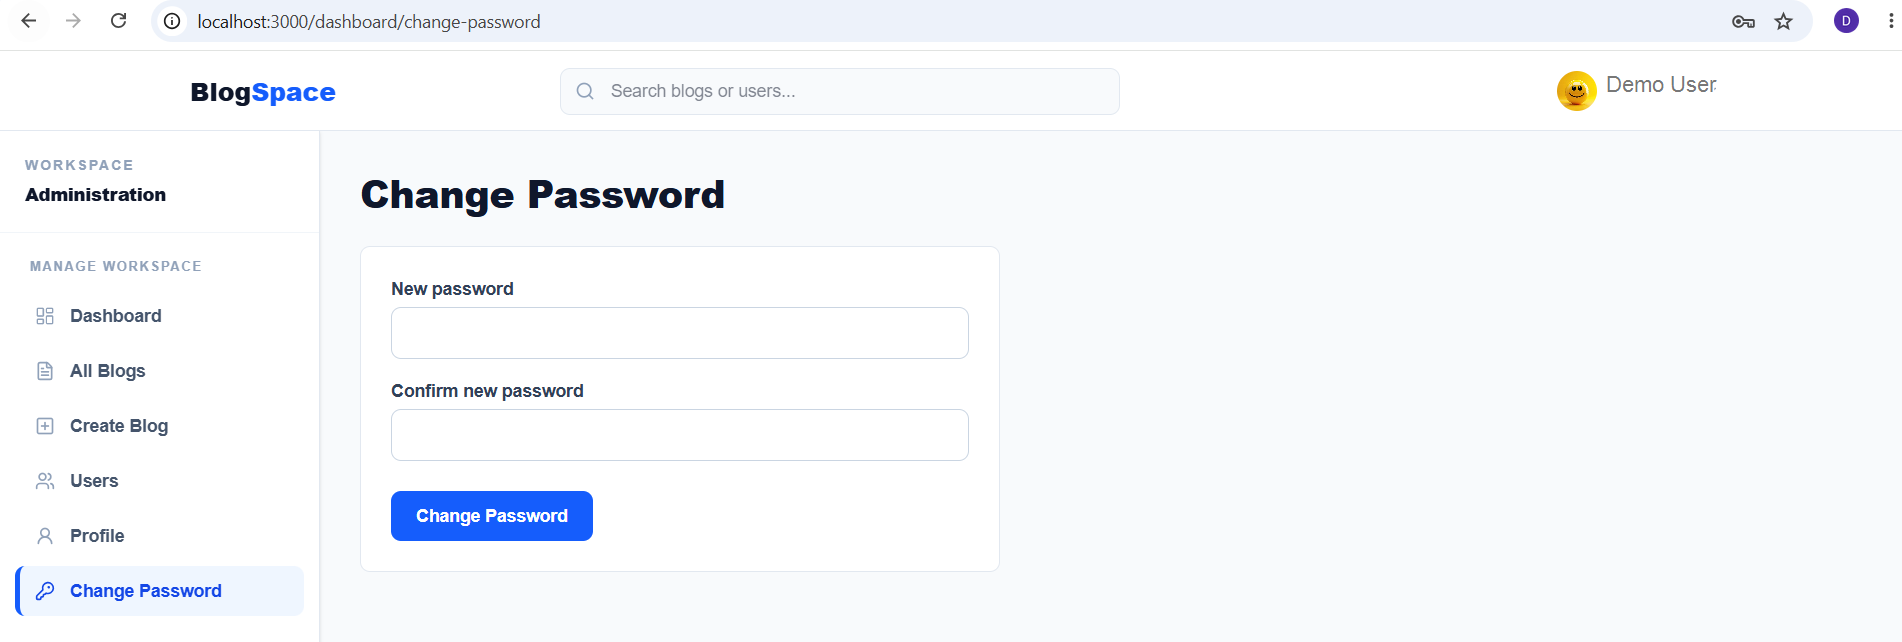 localhost:3000/dashboard/change-password
D
BlogSpace
Search blogs or users...
Demo User
WORKSPACE
Administration
MANAGE WORKSPACE
Dashboard
All Blogs
Create Blog
Users
Profile
Change Password
Change Password
New password
Confirm new password
Change Password